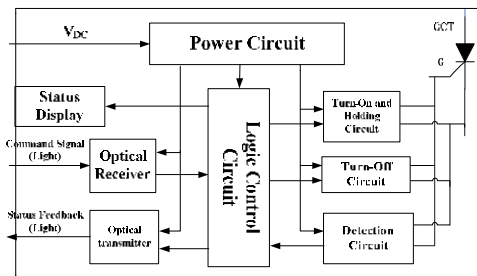 V_DC
Power Circuit
GCT
G
Status
Display
Turn-On and
Holding
Circuit
Logic Control
Circuit
Command Signal
(Light)
Optical
Receiver
Turn-Off
Circuit
Status Feedback
(Light)
Optical
transmitter
Detection
Circuit